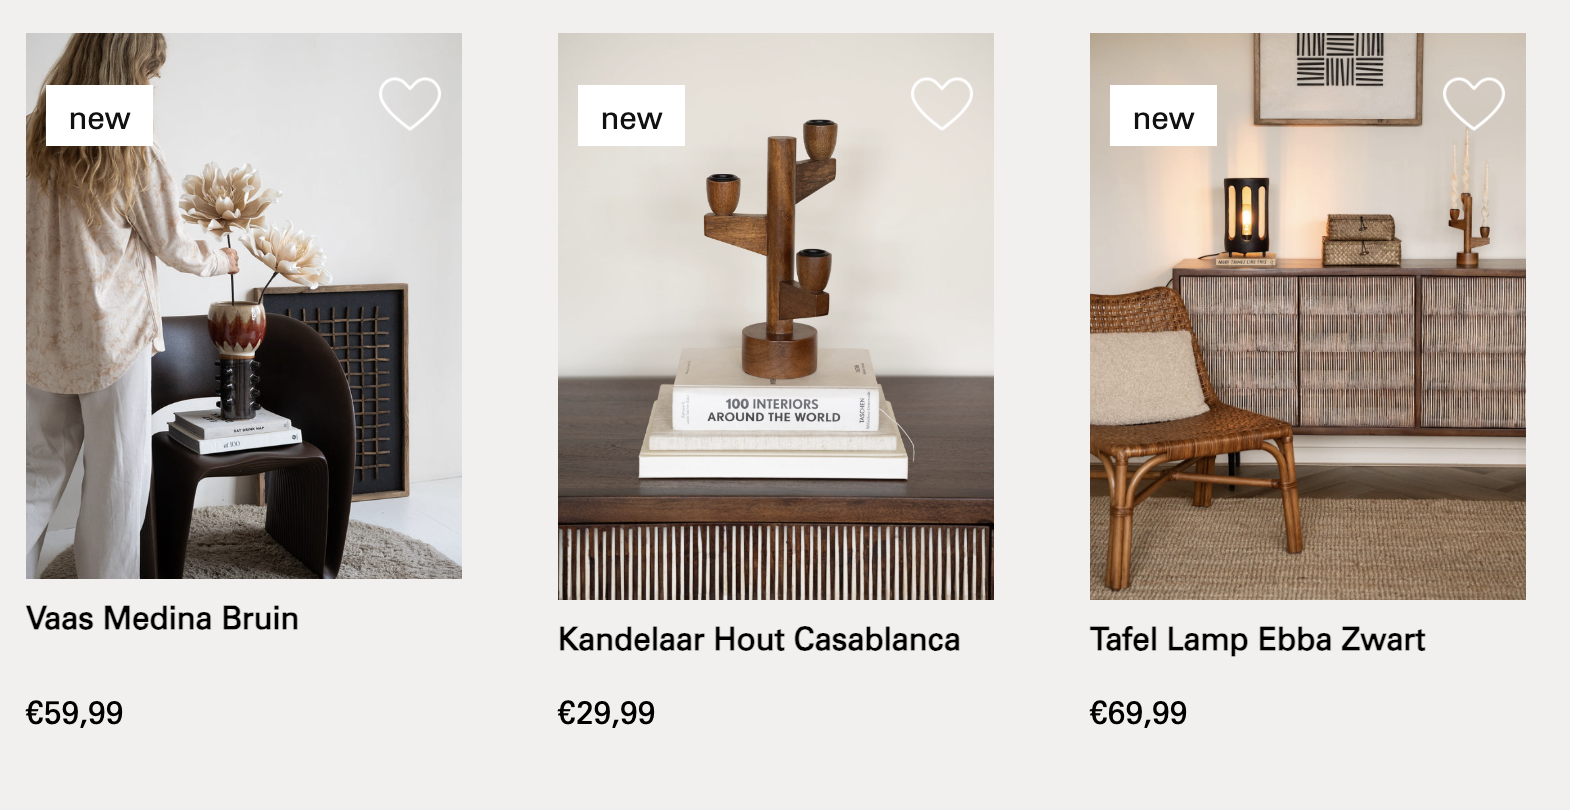 new
new
new
100 INTERIORS
AROUND THE WORLD
TASCHEN
Vaas Medina Bruin
Kandelaar Hout Casablanca
Tafel Lamp Ebba Zwart
€59,99
€29,99
€69,99